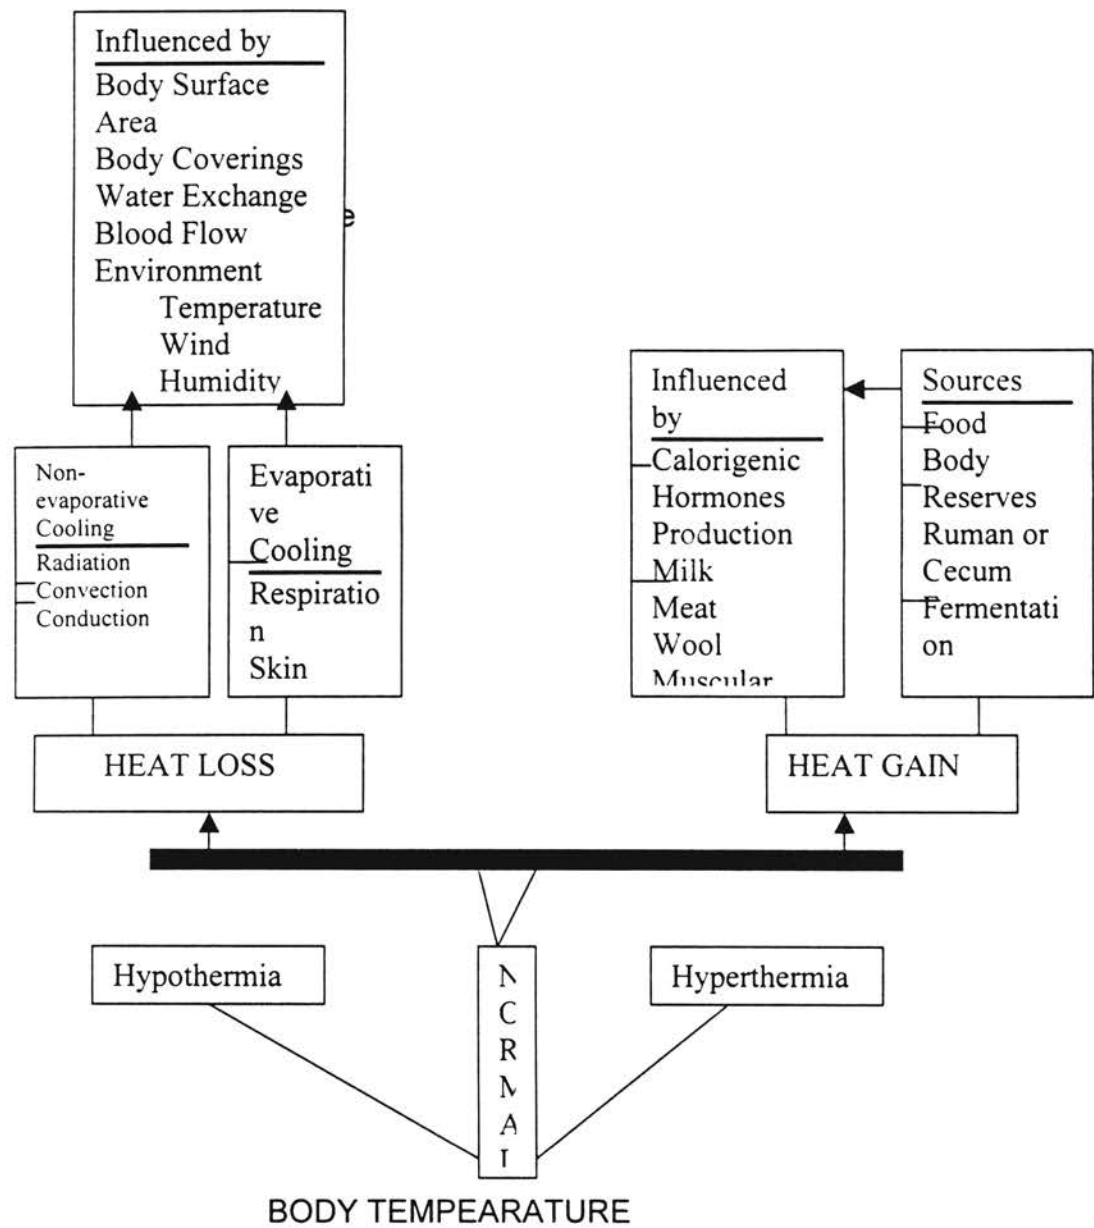 Influenced by
Body Surface
Area
Body Coverings
Water Exchange
Blood Flow
Environment
Temperature
Wind
Humidity
e
Non-
evaporative
Cooling
Radiation
Convection
Conduction
Evaporati
ve
Cooling
Respiratio
n
Skin
Influenced
by
Calorigenic
Hormones
Production
Milk
Meat
Wool
Muscular
Sources
Food
Body
Reserves
Ruman or
Cecum
Fermentati
on
HEAT LOSS
HEAT GAIN
Hypothermia
N
O
R
M
A
L
Hyperthermia
BODY TEMPEARATURE